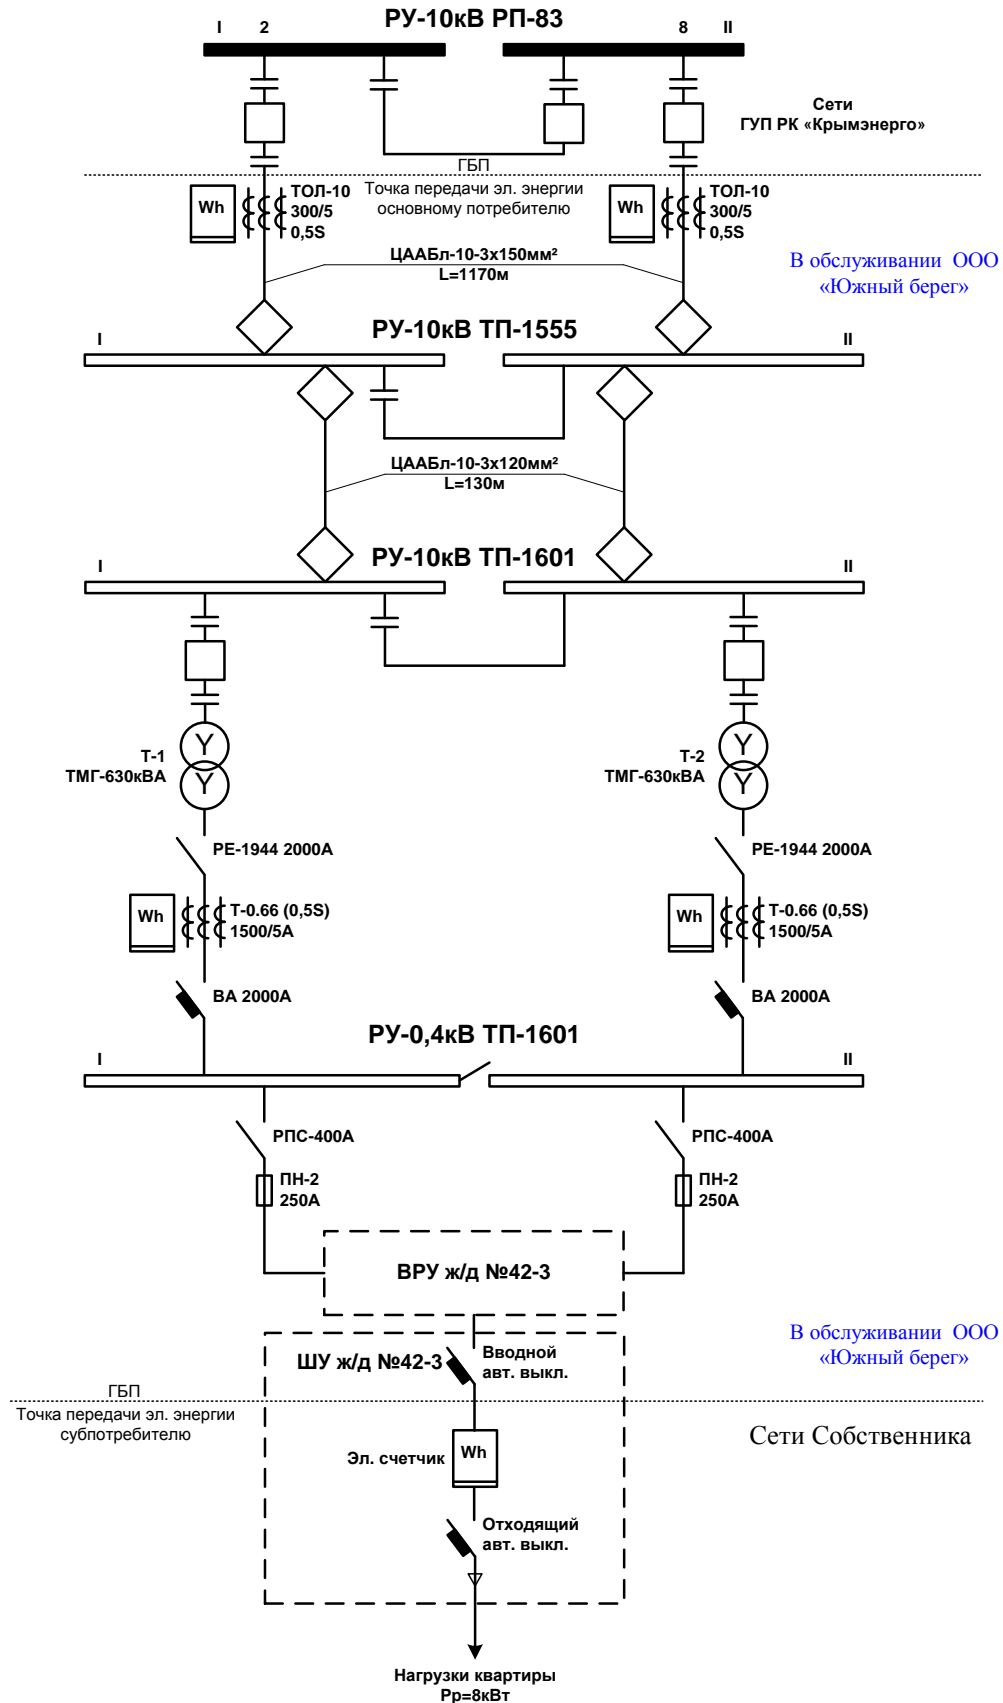 РУ-10кВ РП-83
I 2 8 II
Сети
ГУП РК «Крымэнерго»
ГБП
Точка передачи эл. энергии
основному потребителю
Wh
ТОЛ-10
300/5
0,5S
Wh
ТОЛ-10
300/5
0,5S
ЦААБл-10-3х150мм²
L=1170м
В обслуживании ООО
«Южный берег»
РУ-10кВ ТП-1555
I II
ЦААБл-10-3х120мм²
L=130м
РУ-10кВ ТП-1601
I II
Y
Y
Т-1
ТМГ-630кВА
Y
Y
Т-2
ТМГ-630кВА
РЕ-1944 2000А
РЕ-1944 2000А
Wh
Т-0.66 (0,5S)
1500/5А
Wh
Т-0.66 (0,5S)
1500/5А
ВА 2000А
ВА 2000А
РУ-0,4кВ ТП-1601
I II
РПС-400А
РПС-400А
ПН-2
250А
ПН-2
250А
ВРУ ж/д №42-3
В обслуживании ООО
«Южный берег»
ШУ ж/д №42-3
Вводной
авт. выкл.
ГБП
Точка передачи эл. энергии
субпотребителю
Сети Собственника
Эл. счетчик
Wh
Отходящий
авт. выкл.
Нагрузки квартиры
Рр=8кВт